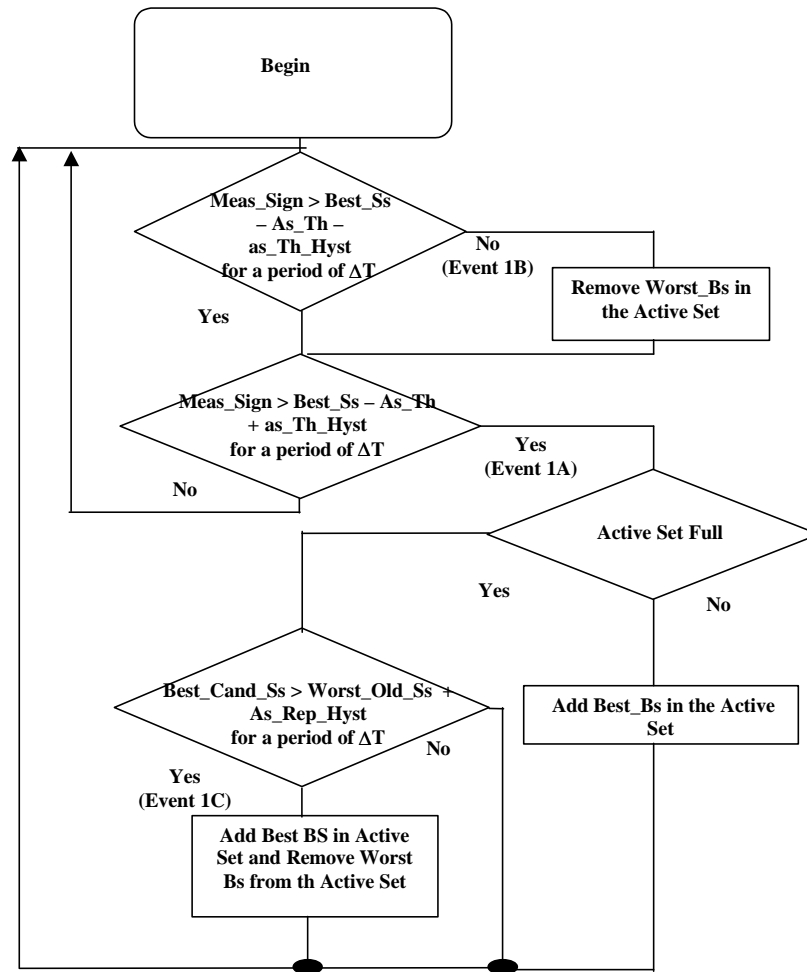 Begin
Meas_Sign > Best_Ss
– As_Th –
as_Th_Hyst
for a period of ΔT
No
(Event 1B)
Remove Worst_Bs in
the Active Set
Yes
Meas_Sign > Best_Ss – As_Th
+ as_Th_Hyst
for a period of ΔT
Yes
(Event 1A)
No
Active Set Full
Yes
No
Best_Cand_Ss > Worst_Old_Ss +
As_Rep_Hyst
for a period of ΔT
Add Best_Bs in the Active
Set
No
Yes
(Event 1C)
Add Best BS in Active
Set and Remove Worst
Bs from th Active Set